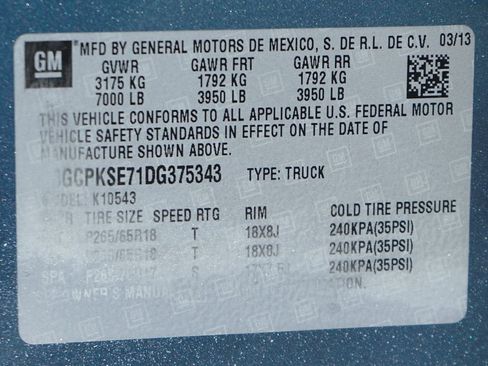 GM
MFD BY GENERAL MOTORS DE MEXICO, S. DE R.L. DE C.V. 03/13
GVWR GAWR FRT GAWR RR
3175 KG 1792 KG 1792 KG
7000 LB 3950 LB 3950 LB
THIS VEHICLE CONFORMS TO ALL APPLICABLE U.S. FEDERAL MOTOR
VEHICLE SAFETY STANDARDS IN EFFECT ON THE DATE OF
MANUFACTURE SHOWN ABOVE.
GCPKSE71DG375343 TYPE: TRUCK
K10543
TIRE SIZE SPEED RTG RIM COLD TIRE PRESSURE
P265/65R18 T 18X8J 240KPA(35PSI)
18X8J 240KPA(35PSI)
SPA 240KPA(35PSI)
OWNER'S